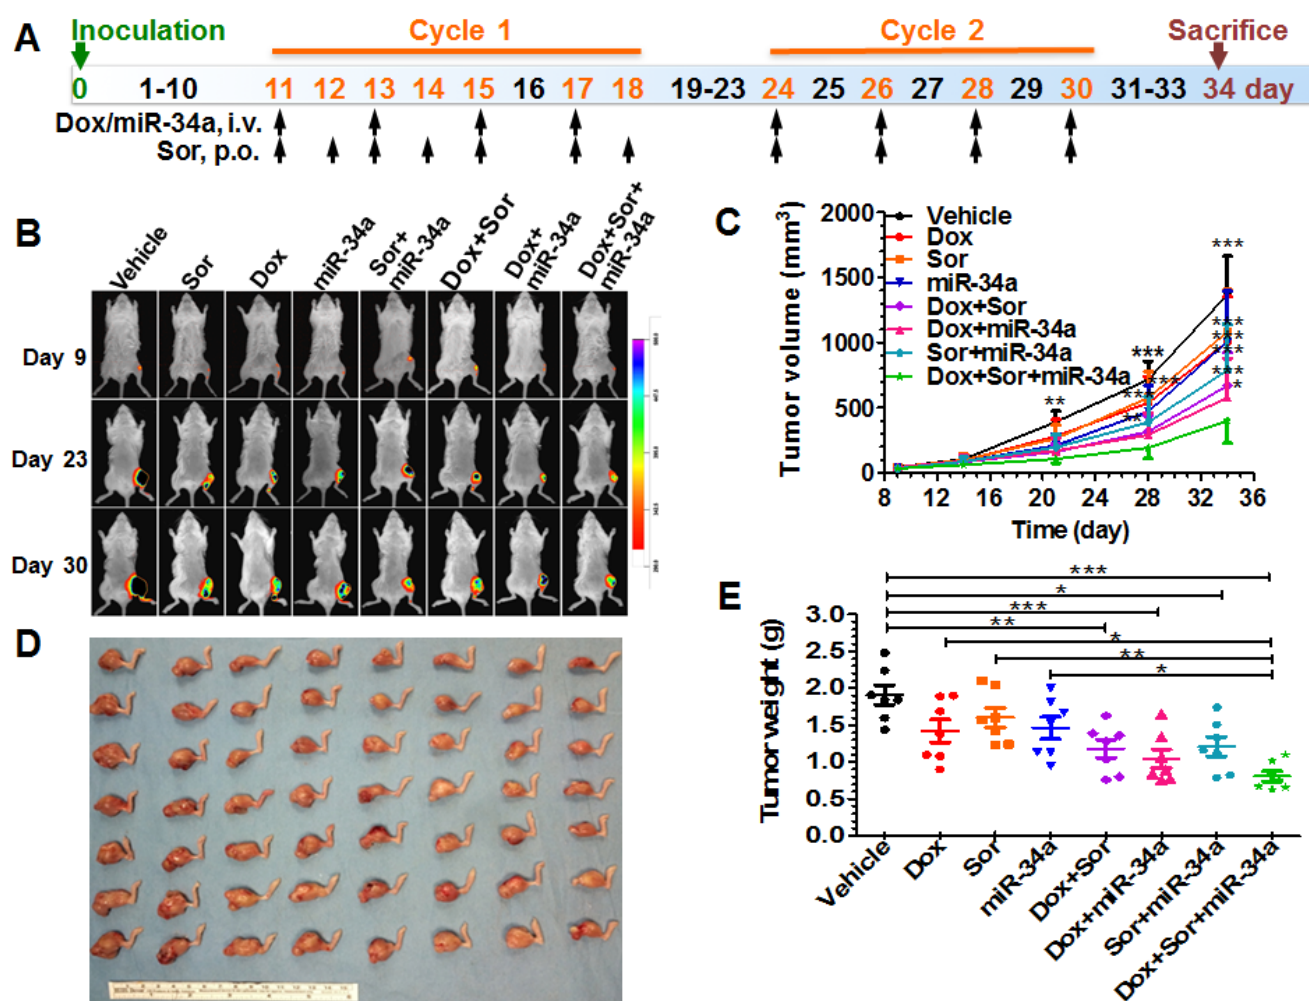 A
Inoculation
Cycle 1
Cycle 2
Sacrifice
0 1-10 11 12 13 14 15 16 17 18 19-23 24 25 26 27 28 29 30 31-33 34 day
Dox/miR-34a, i.v.
Sor, p.o.
B
Vehicle
Sor
Dox
miR-34a
Sor+
miR-34a
Dox+Sor
Dox+
miR-34a
Dox+Sor+
miR-34a
Day 9
Day 23
Day 30
C
Tumor volume (mm3)
2000
1500
1000
500
0
Vehicle
Dox
Sor
miR-34a
Dox+Sor
Dox+miR-34a
Sor+miR-34a
Dox+Sor+miR-34a
**
***
***
***
***
**
***
***
***
***
**
8 12 16 20 24 28 32 36
Time (day)
D
E
Tumor weight (g)
3.0
2.5
2.0
1.5
1.0
0.5
0.0
***
*
***
**
*
**
*
Vehicle
Dox
Sor
miR-34a
Dox+Sor
Dox+miR-34a
Sor+miR-34a
Dox+Sor+miR-34a